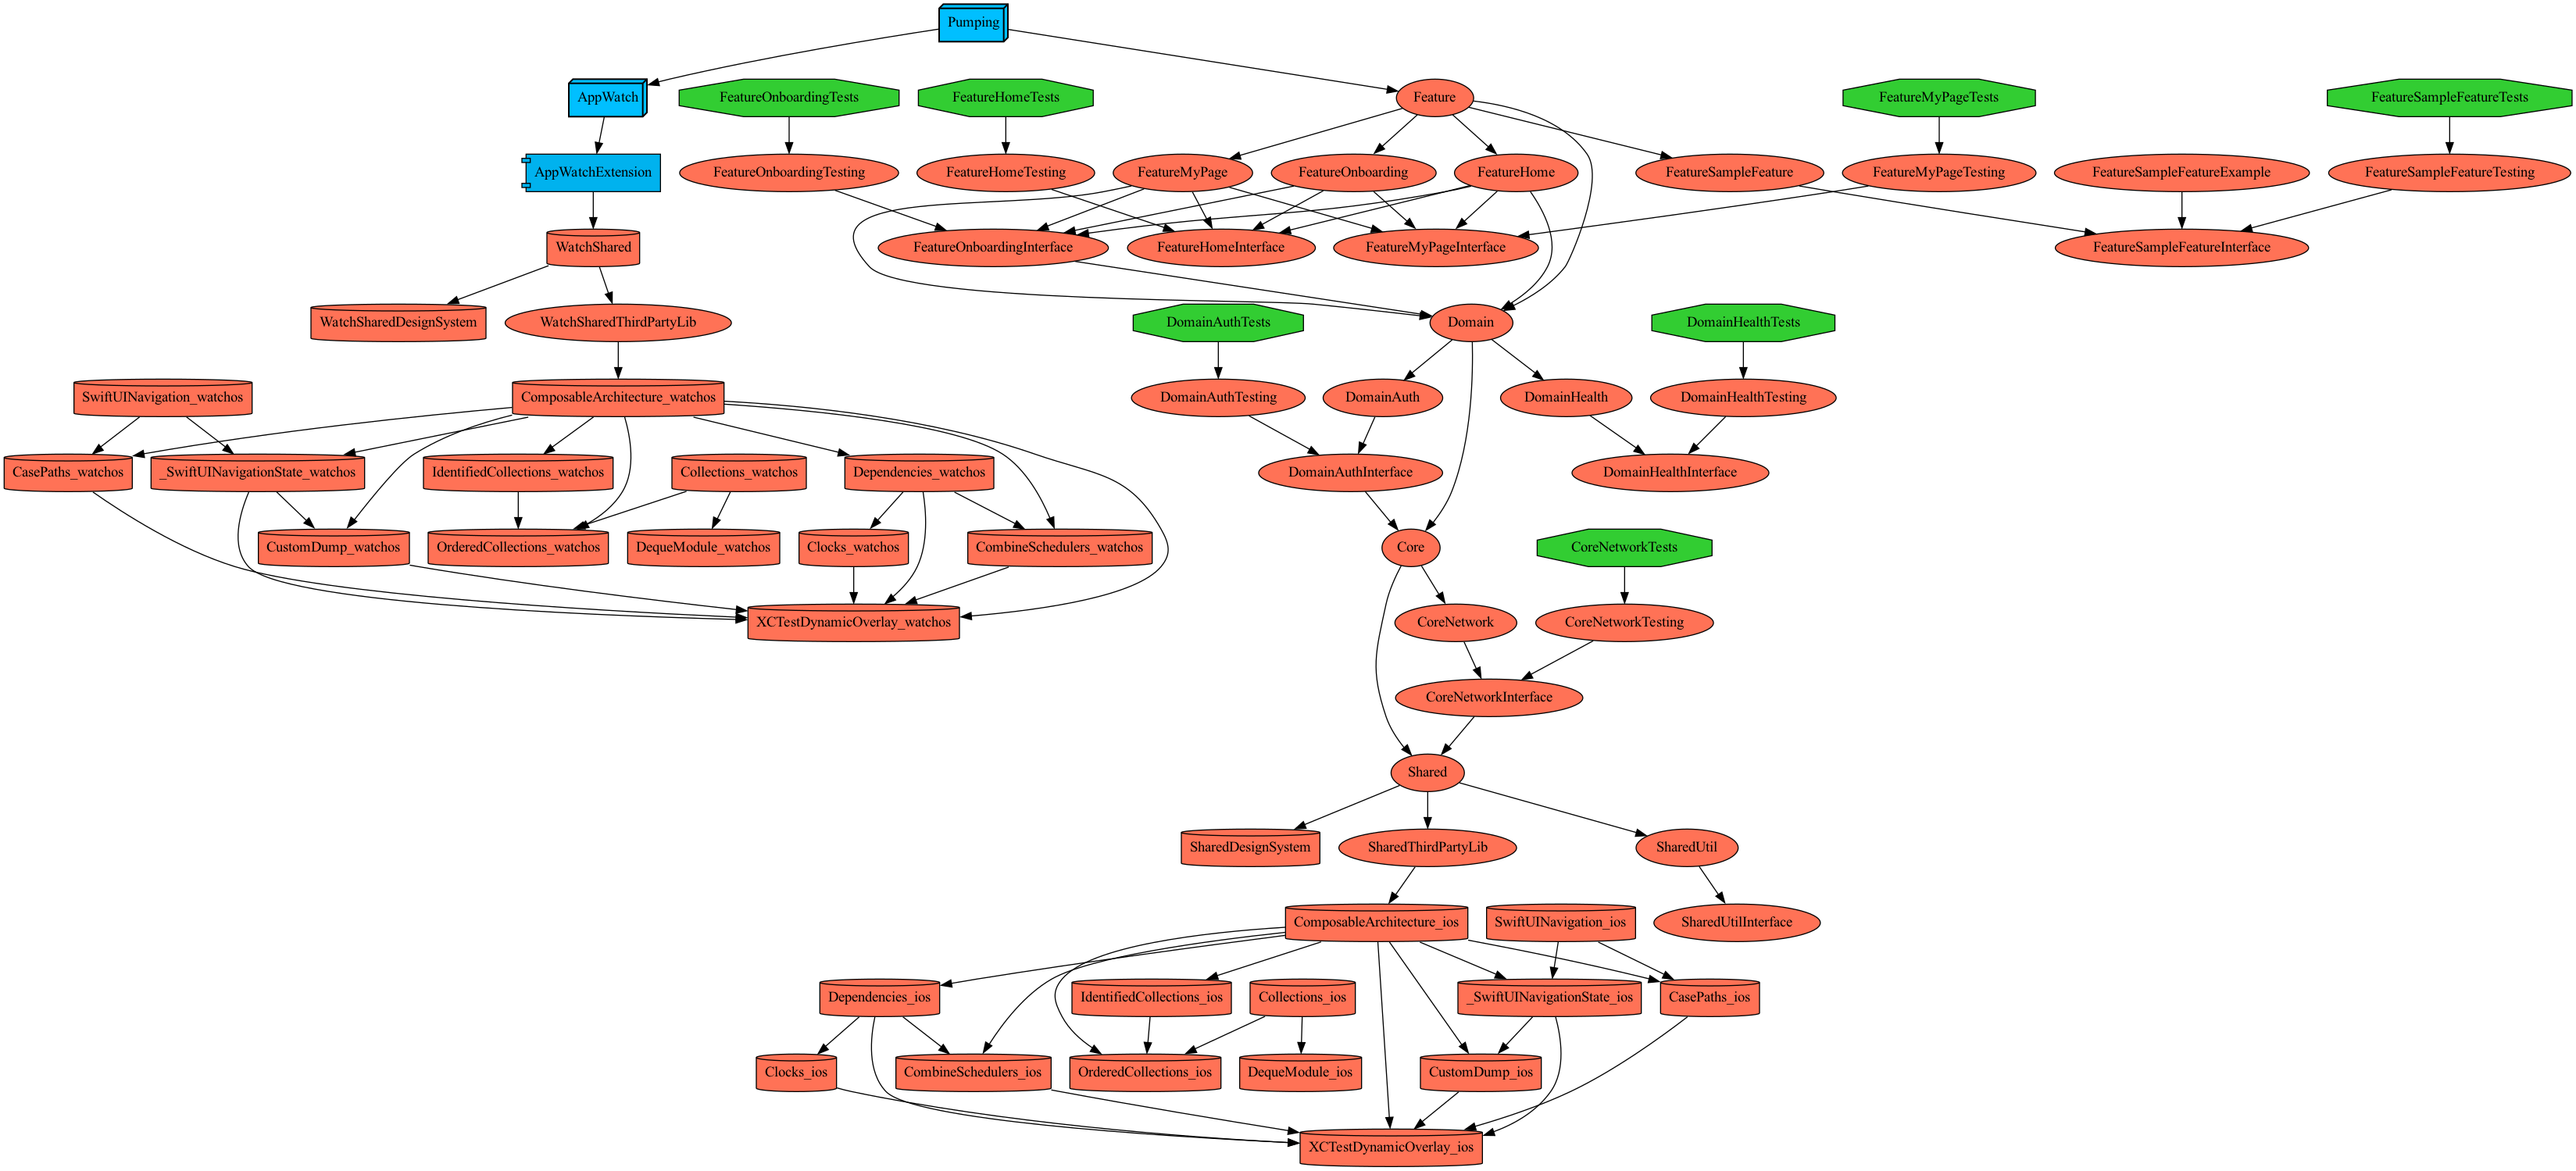 Pumping
AppWatch
FeatureOnboardingTests
FeatureHomeTests
Feature
FeatureMyPageTests
FeatureSampleFeatureTests
AppWatchExtension
FeatureOnboardingTesting
FeatureHomeTesting
FeatureMyPage
FeatureOnboarding
FeatureHome
FeatureSampleFeature
FeatureMyPageTesting
FeatureSampleFeatureExample
FeatureSampleFeatureTesting
WatchShared
FeatureOnboardingInterface
FeatureHomeInterface
FeatureMyPageInterface
FeatureSampleFeatureInterface
WatchSharedDesignSystem
WatchSharedThirdPartyLib
DomainAuthTests
Domain
DomainHealthTests
SwiftUINavigation_watchos
ComposableArchitecture_watchos
DomainAuthTesting
DomainAuth
DomainHealth
DomainHealthTesting
CasePaths_watchos
_SwiftUINavigationState_watchos
IdentifiedCollections_watchos
Collections_watchos
Dependencies_watchos
DomainAuthInterface
DomainHealthInterface
CustomDump_watchos
OrderedCollections_watchos
DequeModule_watchos
Clocks_watchos
CombineSchedulers_watchos
Core
CoreNetworkTests
XCTestDynamicOverlay_watchos
CoreNetwork
CoreNetworkTesting
CoreNetworkInterface
Shared
SharedDesignSystem
SharedThirdPartyLib
SharedUtil
ComposableArchitecture_ios
SwiftUINavigation_ios
SharedUtilInterface
Dependencies_ios
IdentifiedCollections_ios
Collections_ios
_SwiftUINavigationState_ios
CasePaths_ios
Clocks_ios
CombineSchedulers_ios
OrderedCollections_ios
DequeModule_ios
CustomDump_ios
XCTestDynamicOverlay_ios